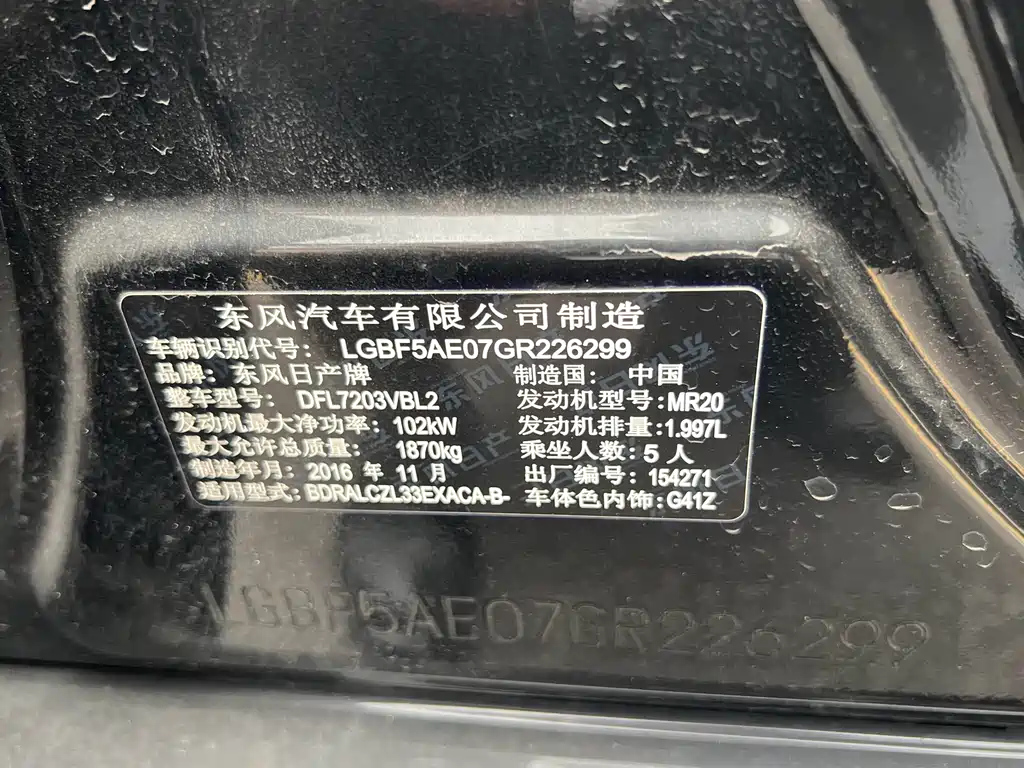 东风汽车有限公司制造
车辆识别代号： LGBF5AE07GR226299
品牌：东风日产牌 制造国： 中国
整车型号： DFL7203VBL2 发动机型号：MR20
发动机最大净功率：102kW 发动机排量：1.997L
最大允许总质量： 1870kg 乘坐人数：5 人
制造年月：2016 年 11 月 出厂编号：154271
适用型式：BDRALCZL33EXACA-B- 车体色内饰：G41Z
LGBF5AE07GR226299